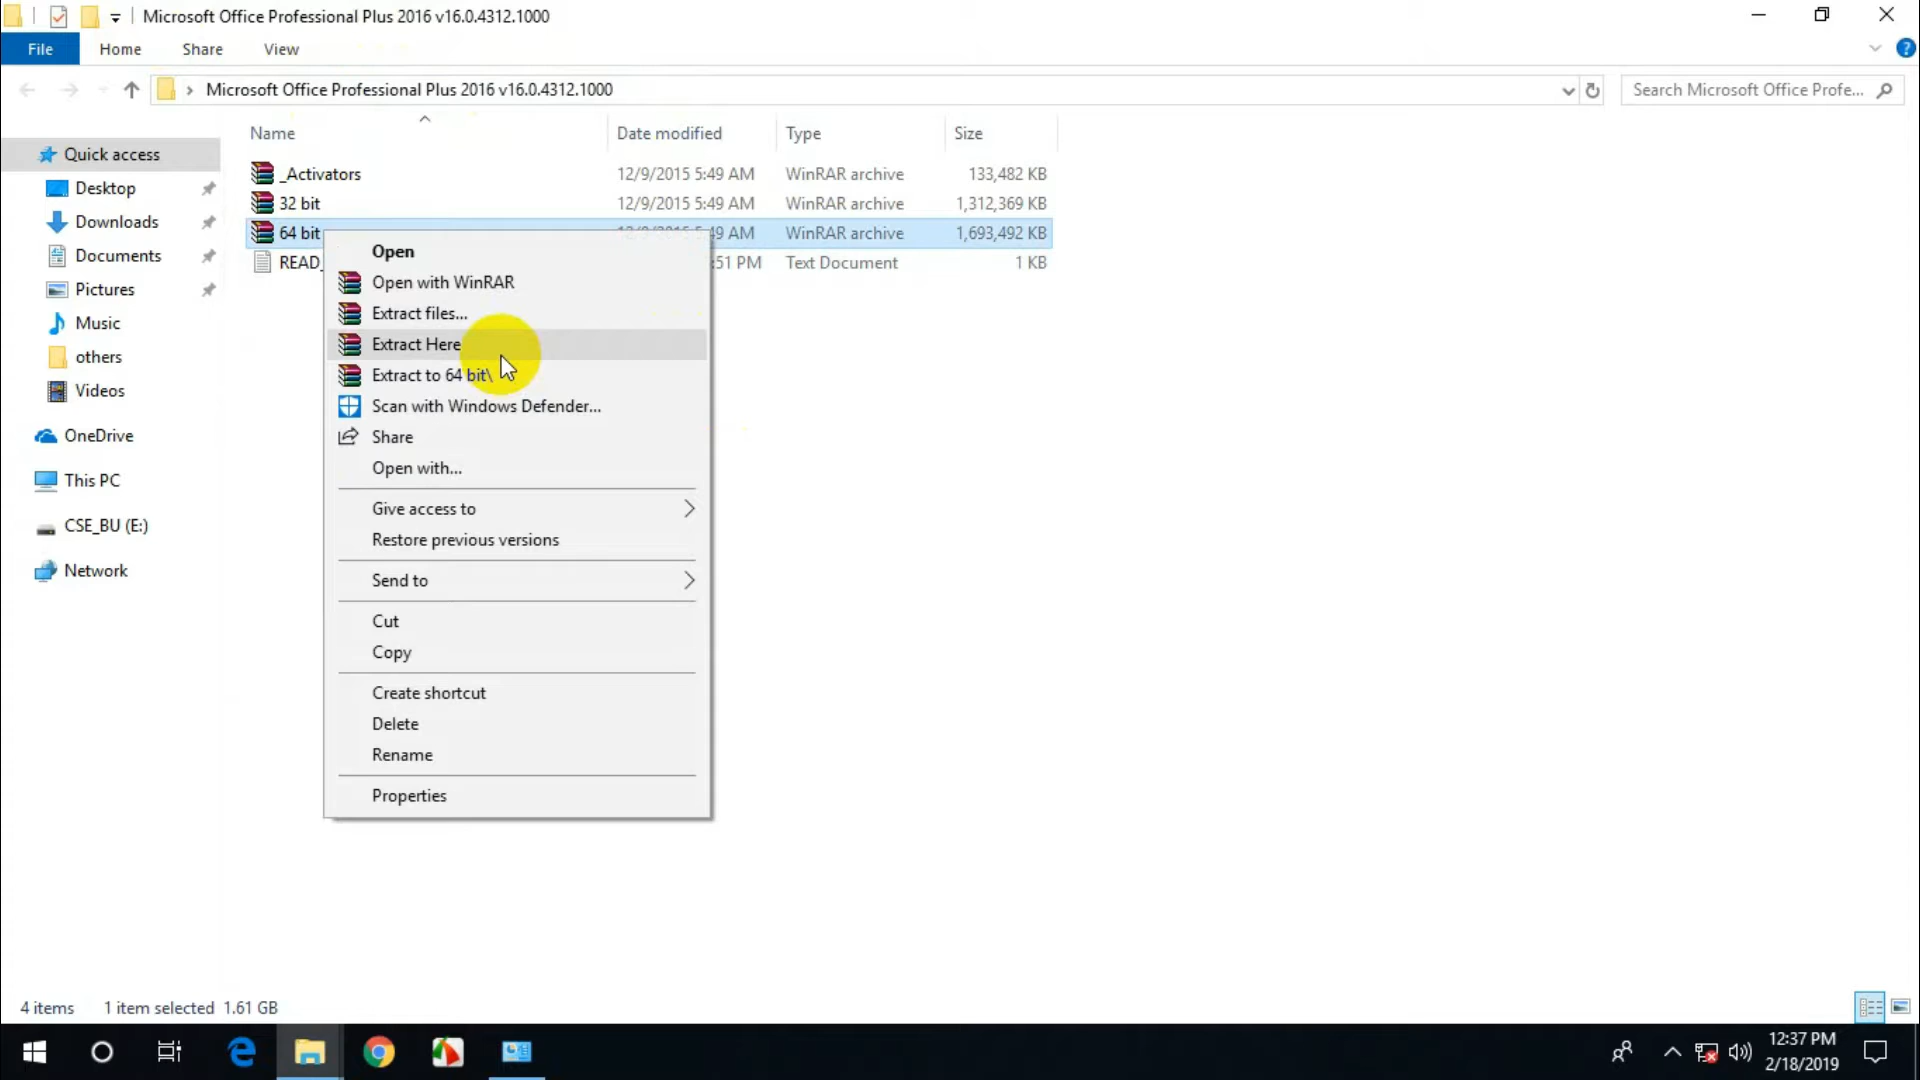 Microsoft Office Professional Plus 2016 v16.0.4312.1000
File Home Share View
Microsoft Office Professional Plus 2016 v16.0.4312.1000
Search Microsoft Office Profe...
Name Date modified Type Size
Quick access
Desktop
Downloads
Documents
Pictures
Music
others
Videos
OneDrive
This PC
CSE_BU (E:)
Network
_Activators 12/9/2015 5:49 AM WinRAR archive 133,482 KB
32 bit 12/9/2015 5:49 AM WinRAR archive 1,312,369 KB
64 bit 49 AM WinRAR archive 1,693,492 KB
READ_ :51 PM Text Document 1 KB
Open
Open with WinRAR
Extract files...
Extract Here
Extract to 64 bit\
Scan with Windows Defender...
Share
Open with...
Give access to
Restore previous versions
Send to
Cut
Copy
Create shortcut
Delete
Rename
Properties
4 items 1 item selected 1.61 GB
12:37 PM
2/18/2019